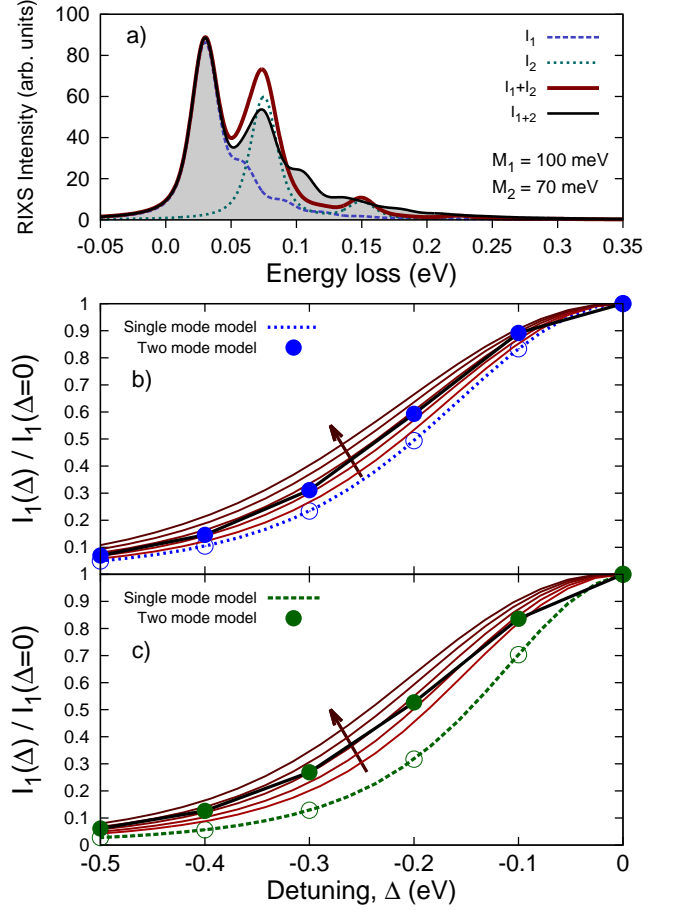 a)
I1
I2
I1+I2
I1+2
M1 = 100 meV
M2 = 70 meV
RIXS Intensity (arb. units)
100
80
60
40
20
0
-0.05
0.0
0.05
0.1
0.15
0.2
0.25
0.3
0.35
Energy loss (eV)
1
0.9
0.8
0.7
0.6
0.5
0.4
0.3
0.2
0.1
Single mode model
Two mode model
b)
I1(Δ) / I1(Δ=0)
1
0.9
0.8
0.7
0.6
0.5
0.4
0.3
0.2
0.1
0
Single mode model
Two mode model
c)
I1(Δ) / I1(Δ=0)
-0.5
-0.4
-0.3
-0.2
-0.1
0
Detuning, Δ (eV)